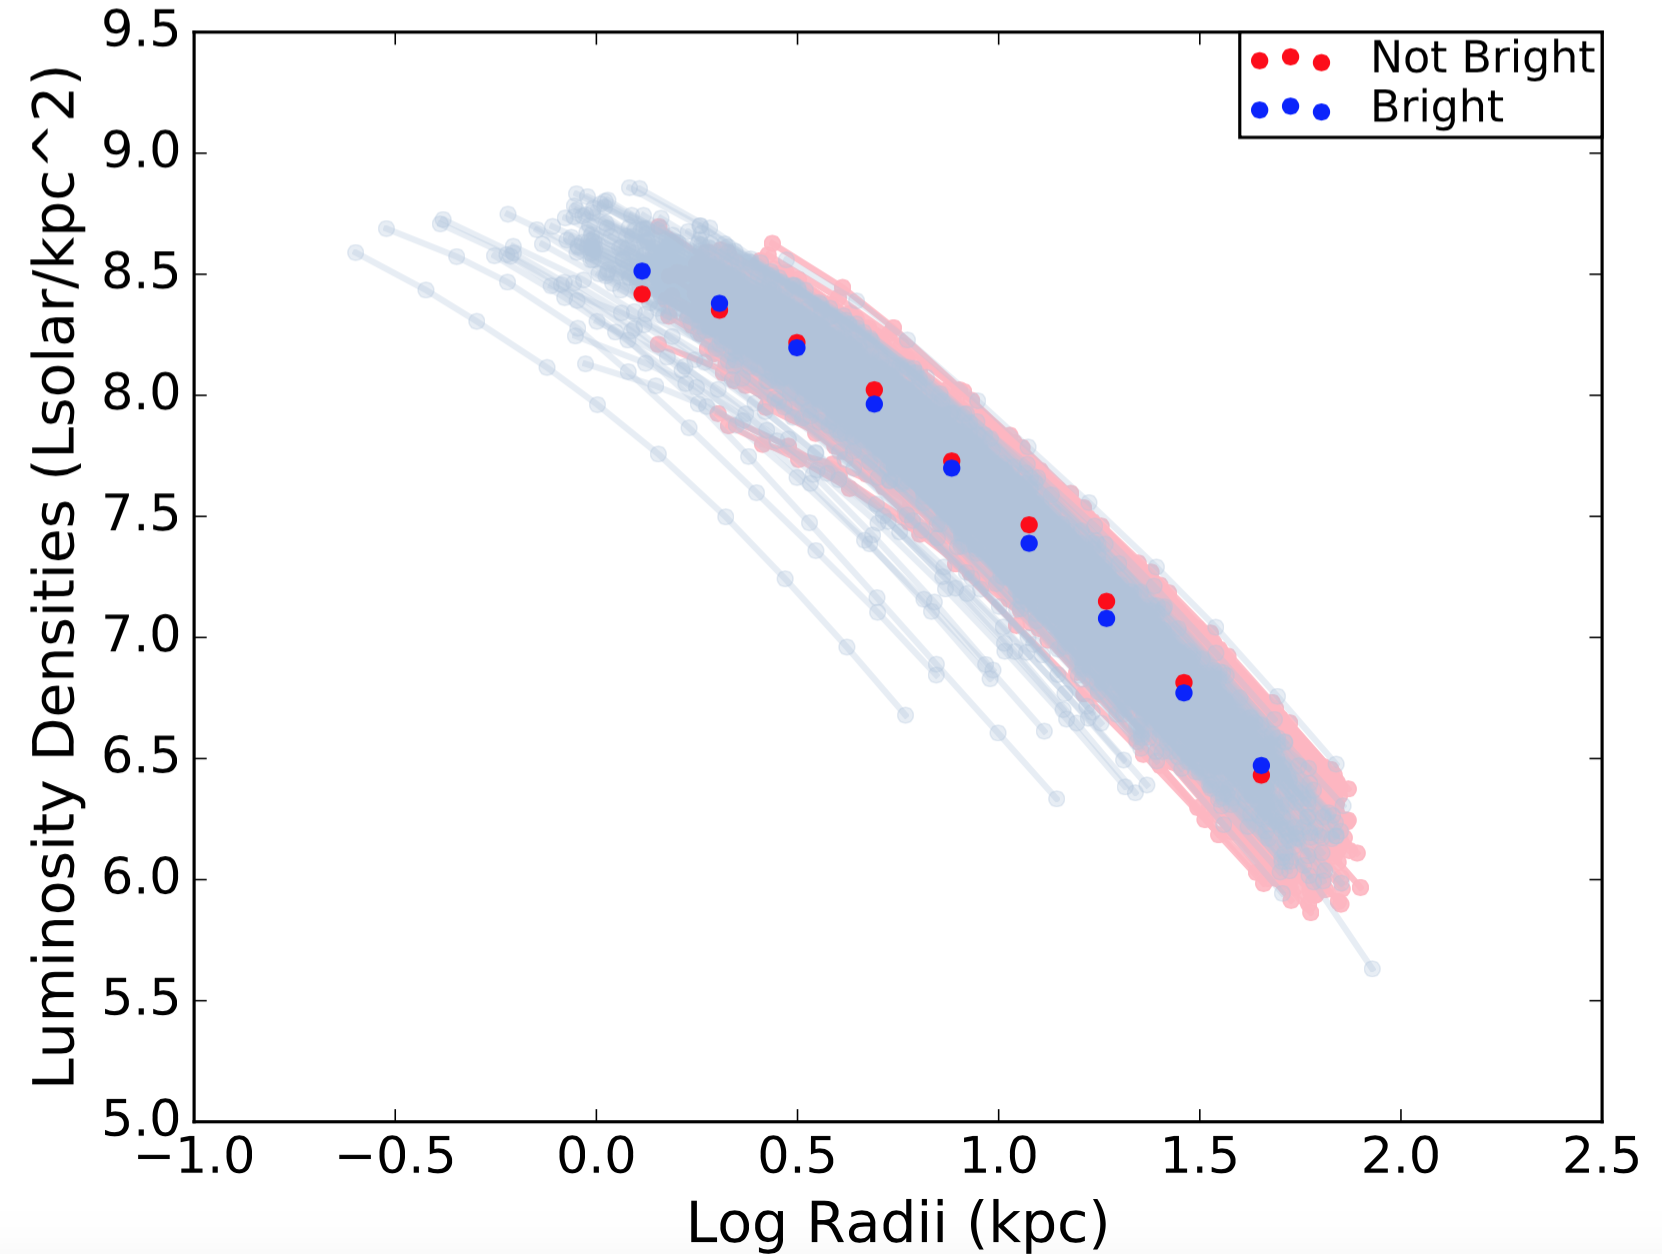 9.5
9.0
8.5
8.0
7.5
7.0
6.5
6.0
5.5
5.0
−1.0 −0.5 0.0 0.5 1.0 1.5 2.0 2.5
Luminosity Densities (Lsolar/kpc^2)
Log Radii (kpc)
Not Bright
Bright